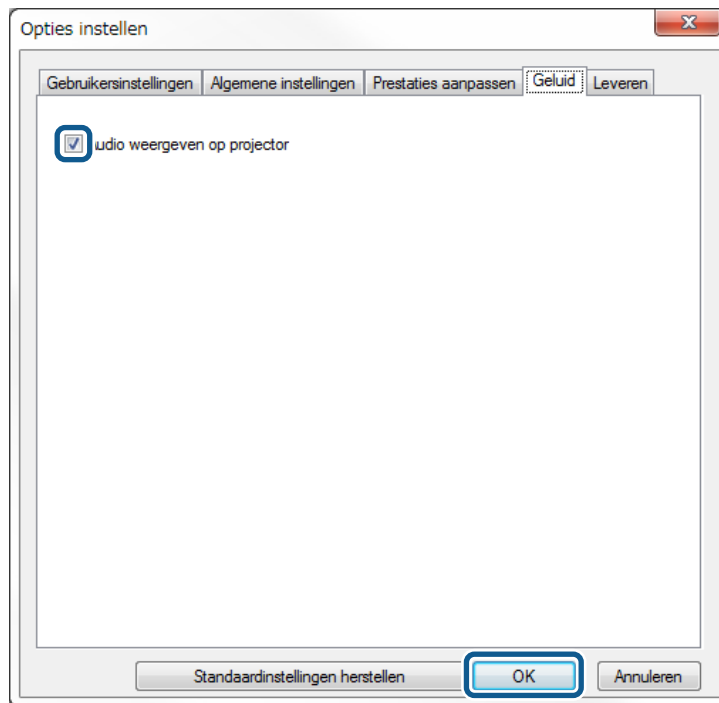 Opties instellen
Gebruikersinstellingen Algemene instellingen Prestaties aanpassen Geluid Leveren
udio weergeven op projector
Standaardinstellingen herstellen OK Annuleren